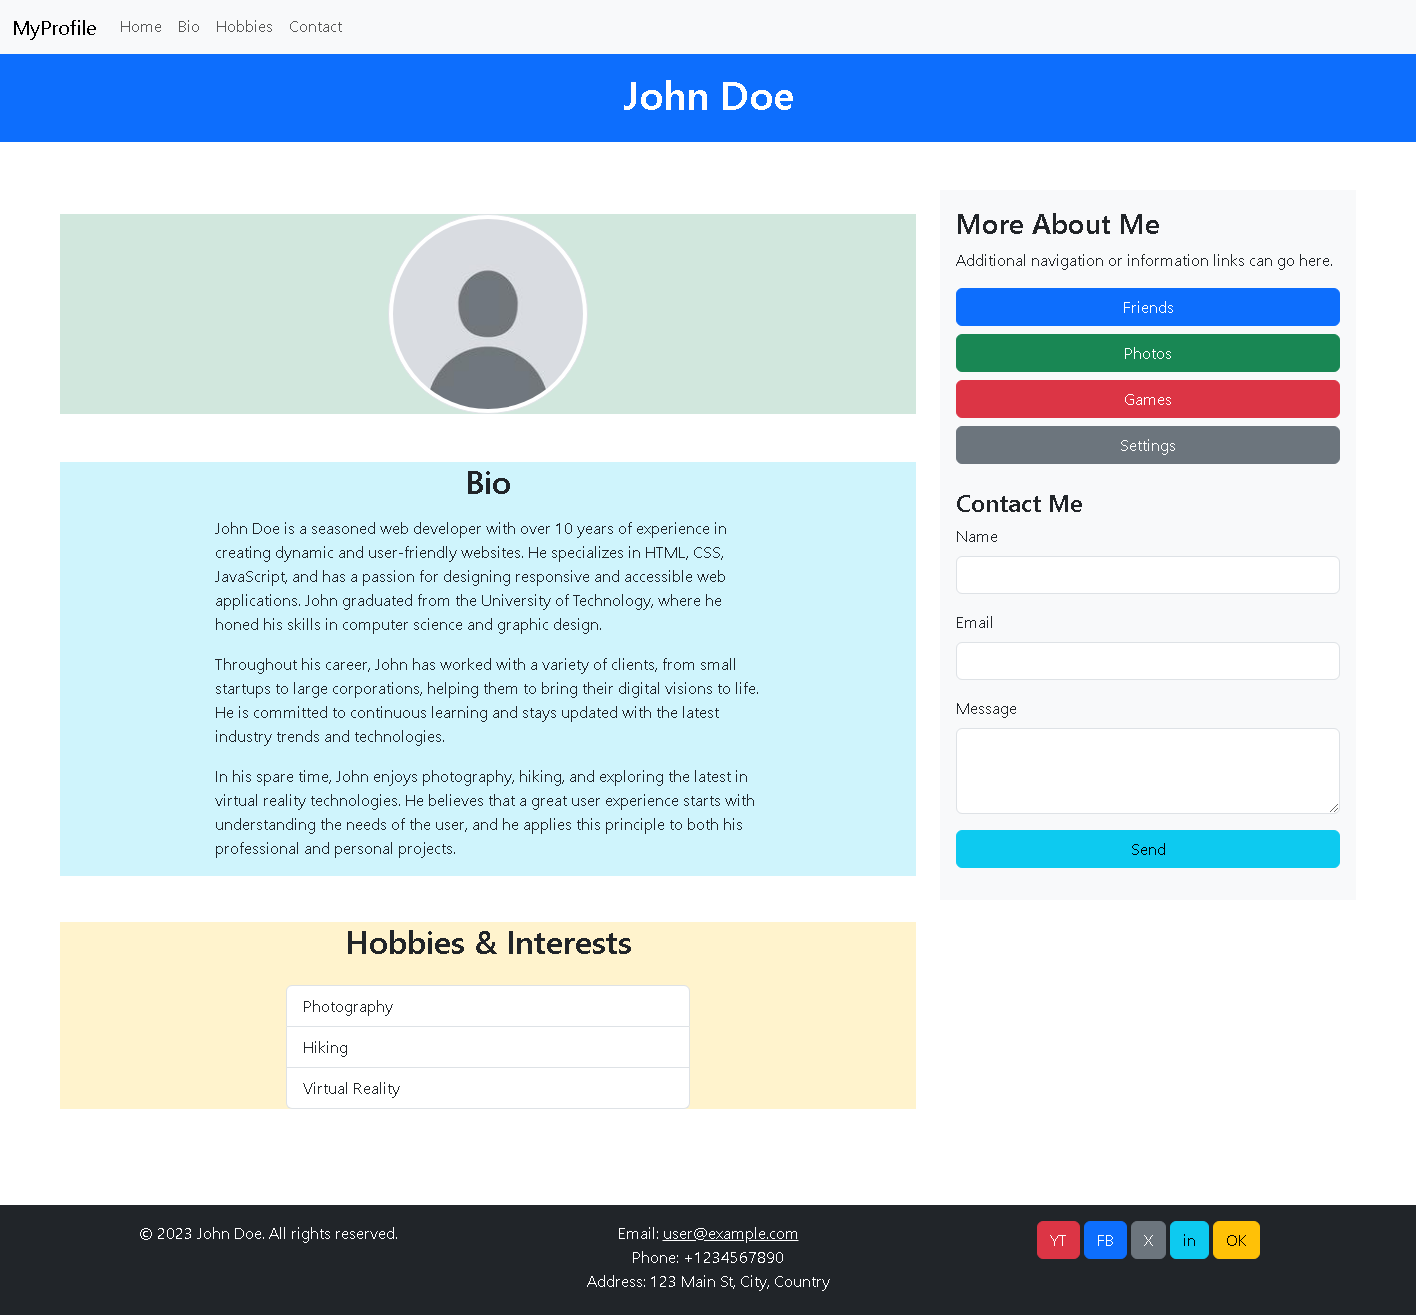 MyProfile Home Bio Hobbies Contact
John Doe
Bio
John Doe is a seasoned web developer with over 10 years of experience in
creating dynamic and user-friendly websites. He specializes in HTML, CSS,
JavaScript, and has a passion for designing responsive and accessible web
applications. John graduated from the University of Technology, where he
honed his skills in computer science and graphic design.
Throughout his career, John has worked with a variety of clients, from small
startups to large corporations, helping them to bring their digital visions to life.
He is committed to continuous learning and stays updated with the latest
industry trends and technologies.
In his spare time, John enjoys photography, hiking, and exploring the latest in
virtual reality technologies. He believes that a great user experience starts with
understanding the needs of the user, and he applies this principle to both his
professional and personal projects.
Hobbies & Interests
Photography
Hiking
Virtual Reality
More About Me
Additional navigation or information links can go here.
Friends
Photos
Games
Settings
Contact Me
Name
Email
Message
Send
© 2023 John Doe. All rights reserved.
Email: user@example.com
Phone: +1234567890
Address: 123 Main St, City, Country
YT FB X in OK